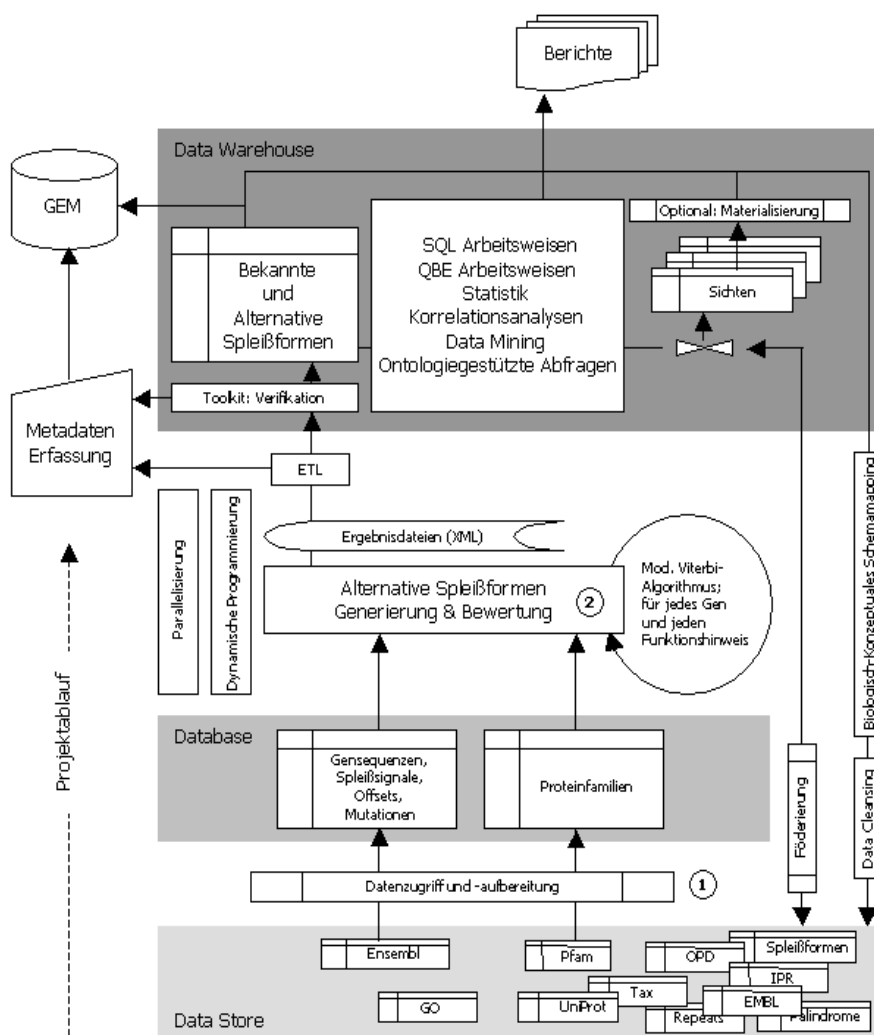 Berichte
Data Warehouse
GEM
Optional: Materialisierung
Bekannte
und
Alternative
Spleißformen
SQL Arbeitsweisen
QBE Arbeitsweisen
Statistik
Korrelationsanalysen
Data Mining
Ontologiegestützte Abfragen
Sichten
Toolkit: Verifikation
Metadaten
Erfassung
ETL
Parallelisierung
Dynamische Programmierung
Ergebnisdateien (XML)
Alternative Spleißformen
Generierung & Bewertung
2
Mod. Viterbi-
Algorithmus;
für jedes Gen
und jeden
Funktionshinweis
Biologisch-Konzeptuales Schemamapping
Projektablauf
Database
Gensequenzen,
Spleißsignale,
Offsets,
Mutationen
Proteinfamilien
Föderierung
Data Cleansing
Datenzugriff und -aufbereitung
1
Ensembl
Pfam
OPD
Spleißformen
IPR
Tax
GO
UniProt
EMBL
Repeats
Palindrome
Data Store